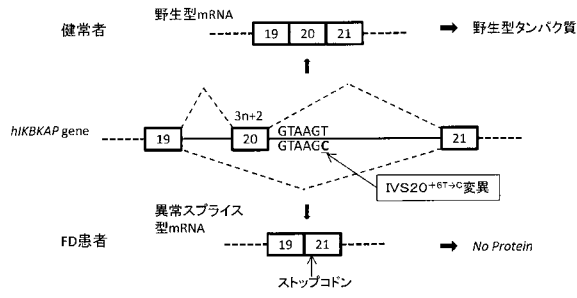 健常者
野生型mRNA
19 20 21
野生型タンパク質
hIKBKAP gene
19
3n+2
20
GTAAGT
GTAAGC
21
IVS20+6T→C変異
FD患者
異常スプライス
型mRNA
19 21
No Protein
ストップコドン